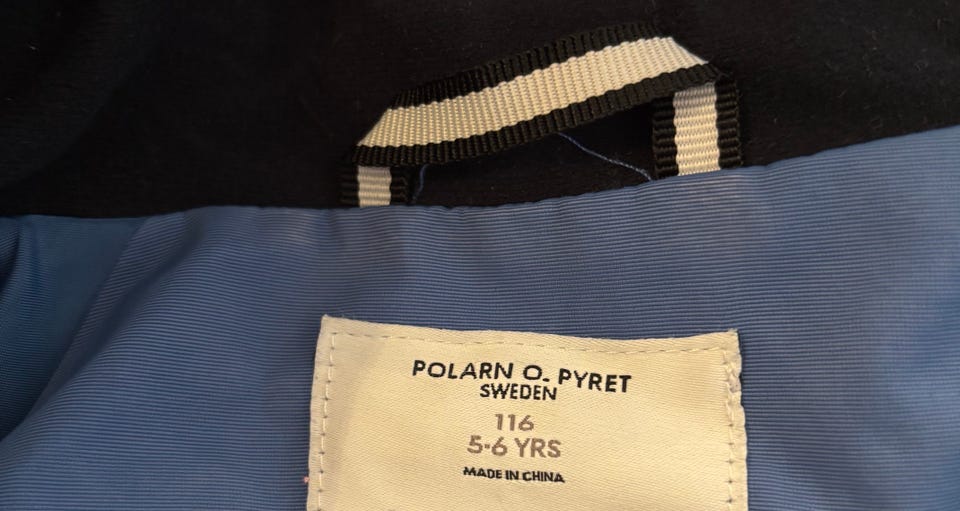 POLARN O. PYRET
SWEDEN
116
5-6 YRS
MADE IN CHINA